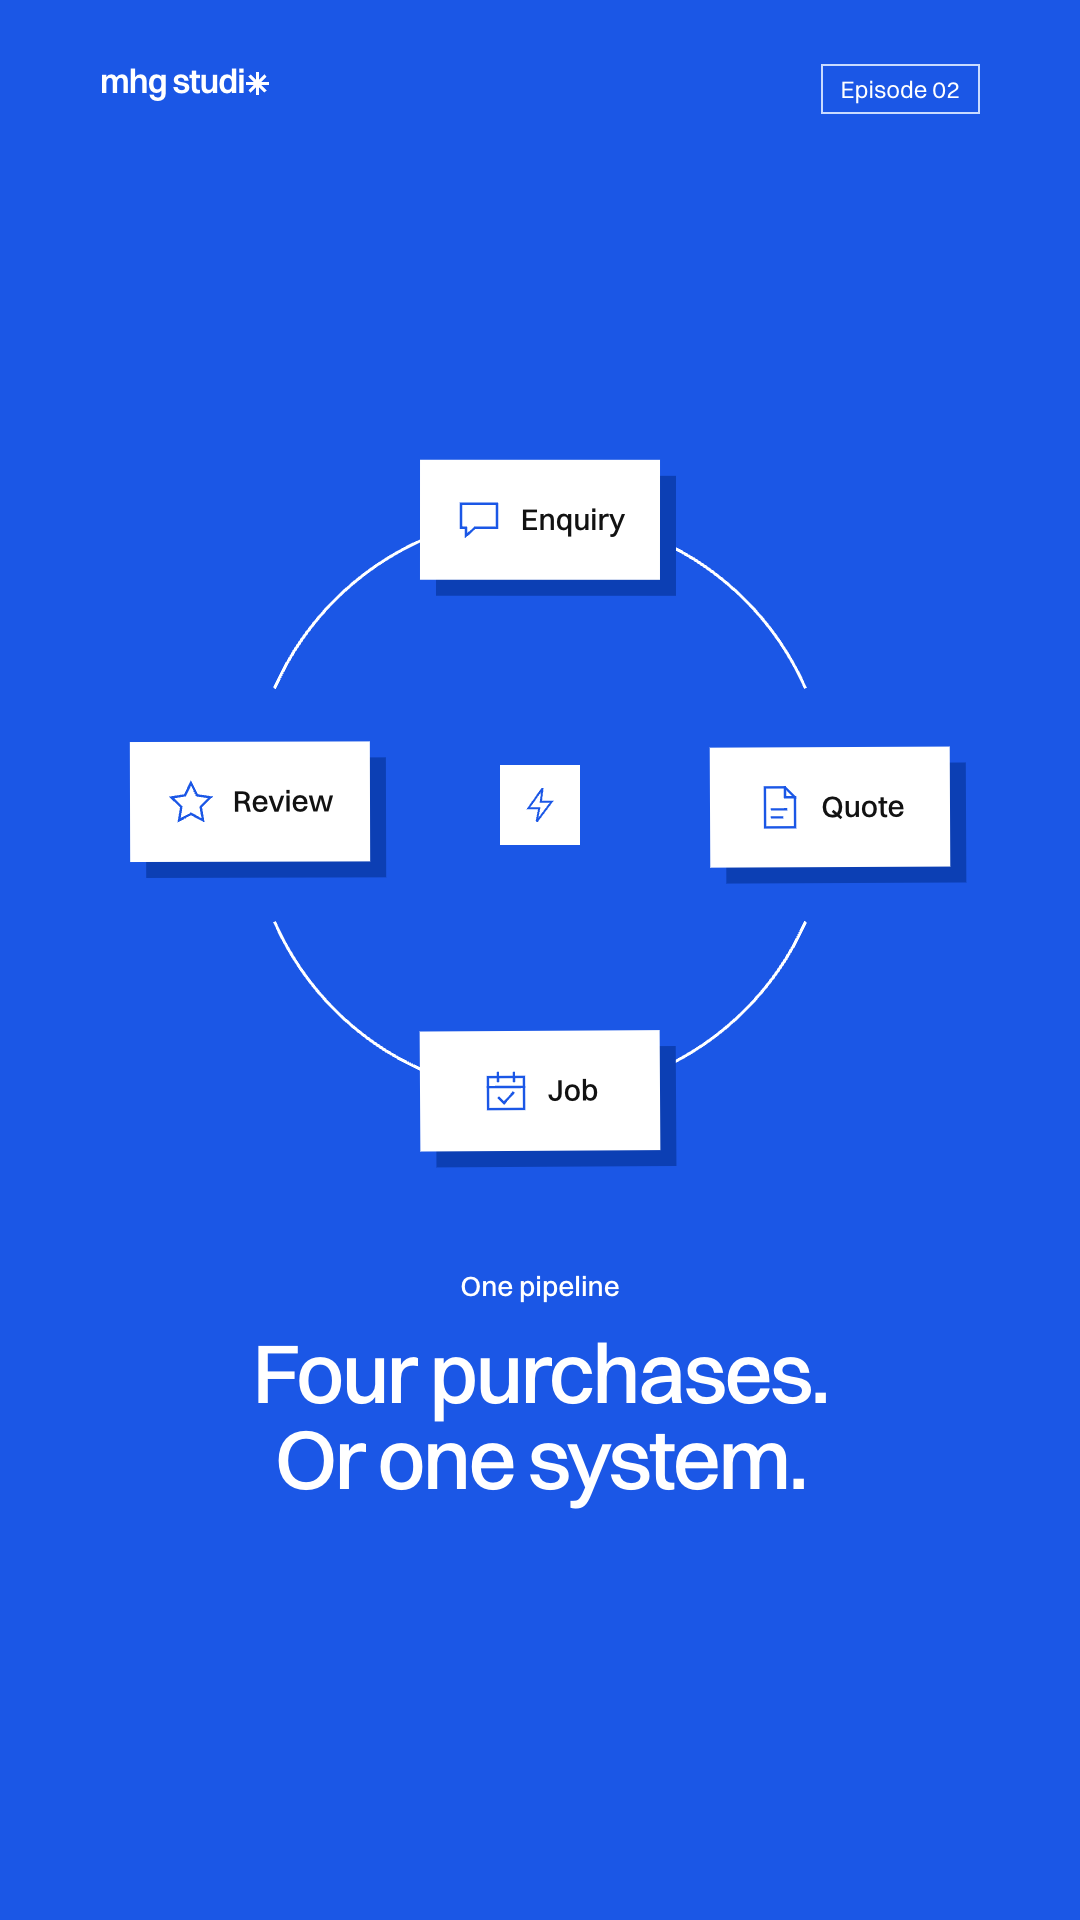 mhg studi*
Episode 02
Enquiry
Review
Quote
Job
One pipeline
Four purchases.
Or one system.